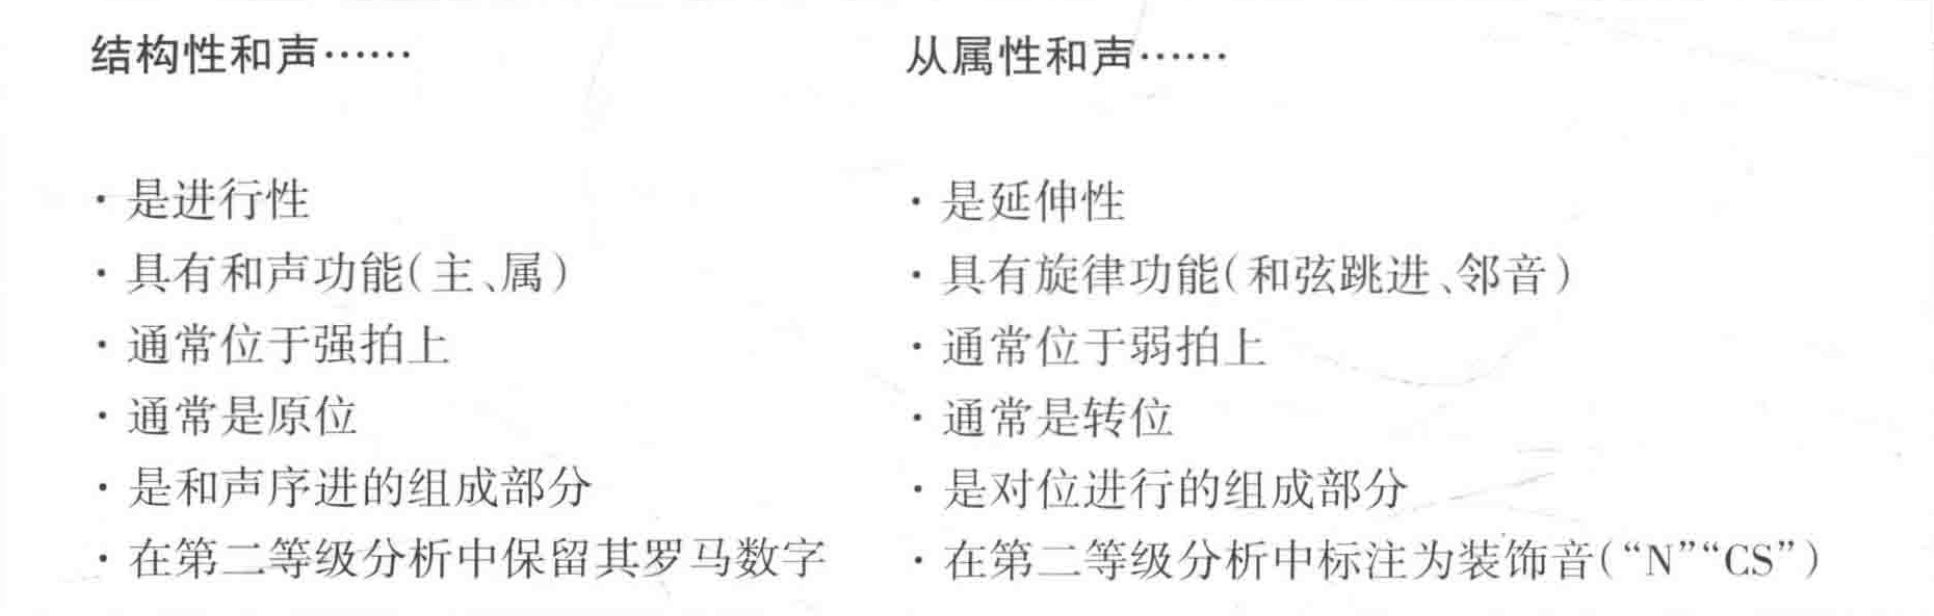 结构性和声……
· 是进行性
· 具有和声功能(主、属)
· 通常位于强拍上
· 通常是原位
· 是和声序进的组成部分
· 在第二等级分析中保留其罗马数字
从属性和声……
· 是延伸性
· 具有旋律功能(和弦跳进、邻音)
· 通常位于弱拍上
· 通常是转位
· 是对位进行的组成部分
· 在第二等级分析中标注为装饰音(“N”“CS”)